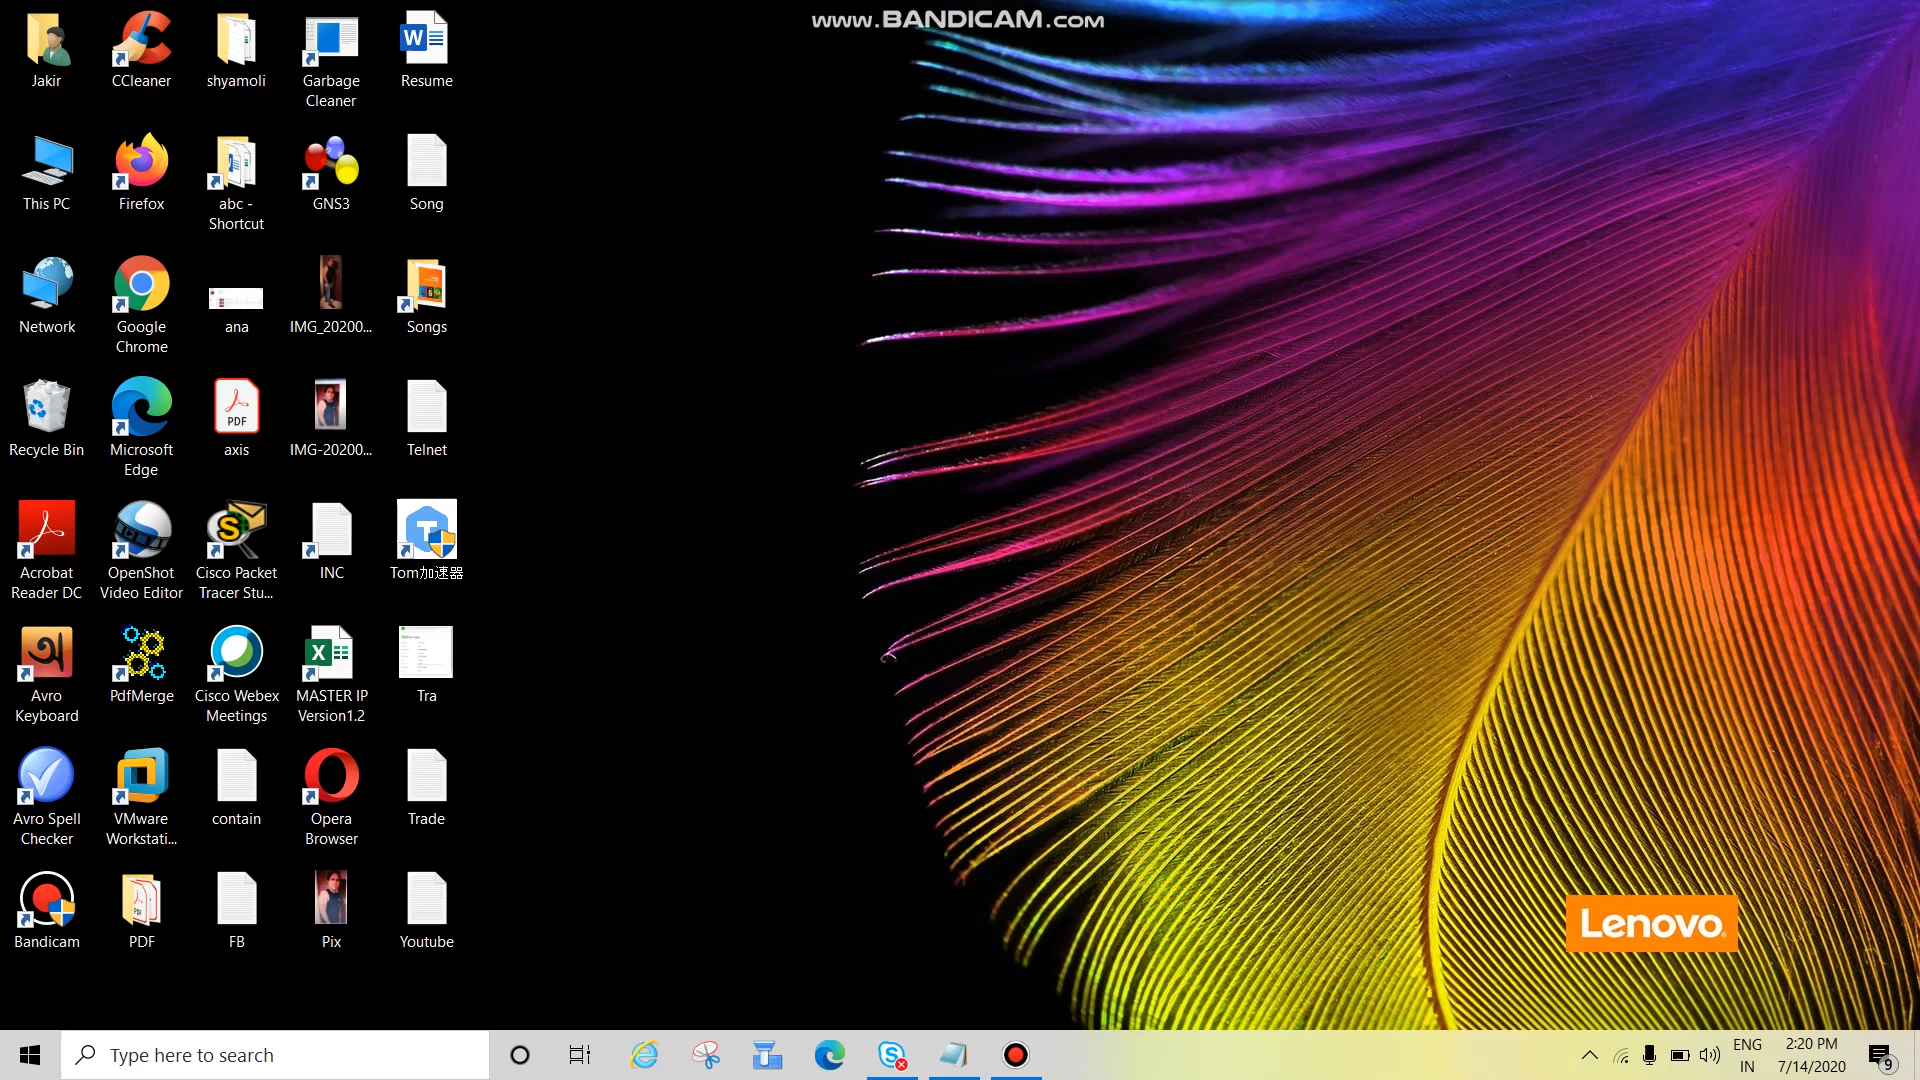 www.BANDICAM.com
Jakir
CCleaner
shyamoli
Garbage
Cleaner
Resume
This PC
Firefox
abc -
Shortcut
GNS3
Song
Network
Google
Chrome
ana
IMG_20200...
Songs
Recycle Bin
Microsoft
Edge
PDF
axis
IMG-20200...
Telnet
Acrobat
Reader DC
OpenShot
Video Editor
Cisco Packet
Tracer Stu...
INC
Tom加速器
Avro
Keyboard
PdfMerge
Cisco Webex
Meetings
MASTER IP
Version1.2
Tra
Avro Spell
Checker
VMware
Workstati...
contain
Opera
Browser
Trade
Bandicam
PDF
FB
Pix
Youtube
Lenovo
Type here to search
ENG
IN
2:20 PM
7/14/2020
9